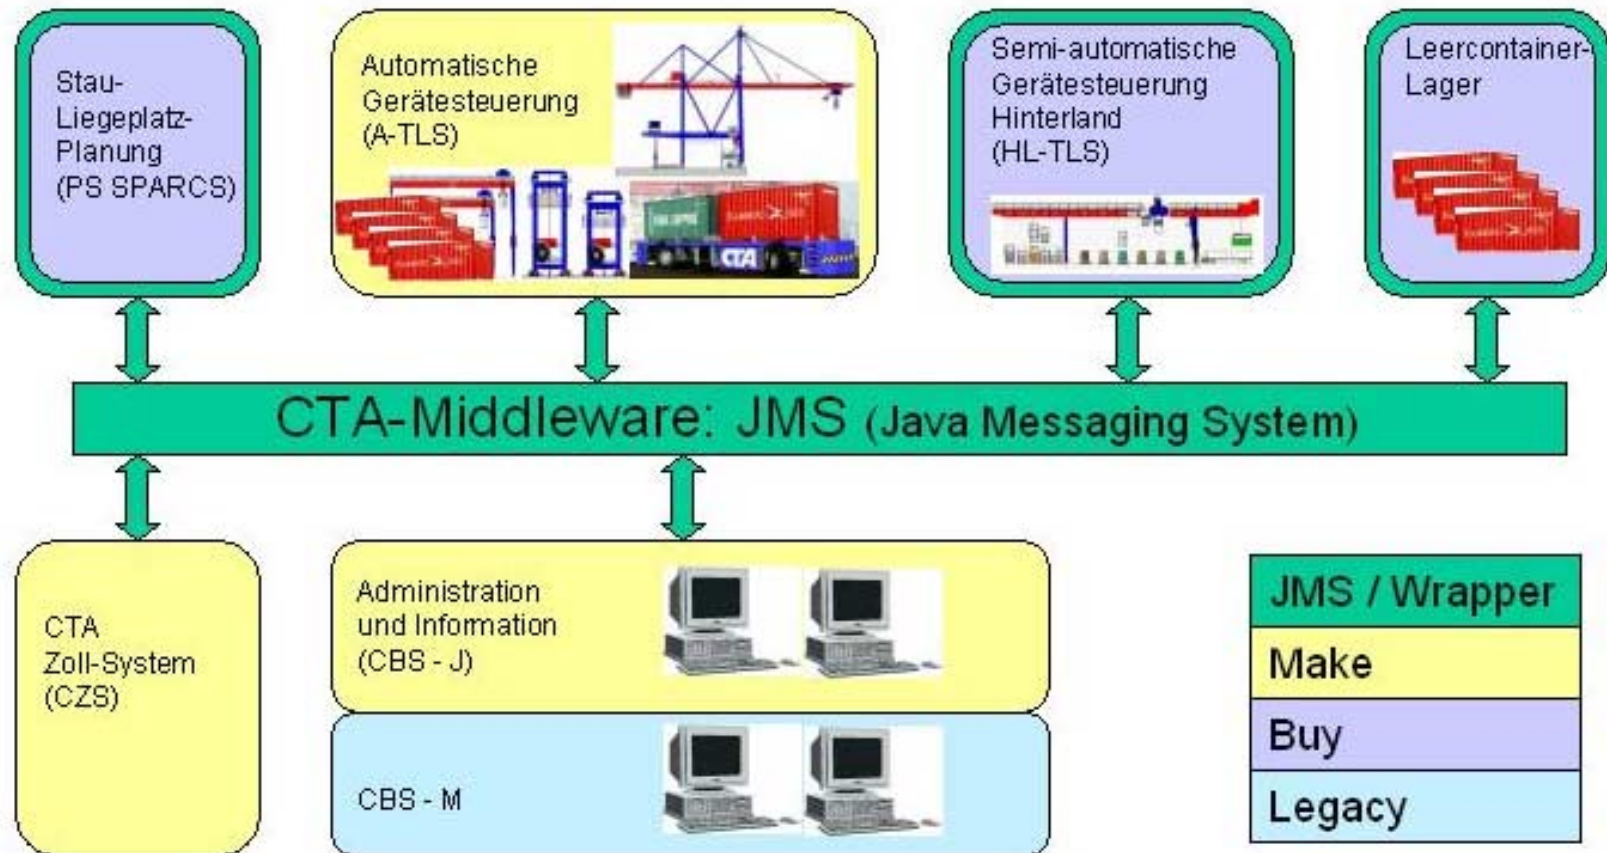 Stau-
Liegeplatz-
Planung
(PS SPARCS)
Automatische
Gerätesteuerung
(A-TLS)
CTA
Semi-automatische
Gerätesteuerung
Hinterland
(HL-TLS)
Leercontainer-
Lager
CTA-Middleware: JMS (Java Messaging System)
CTA
Zoll-System
(CZS)
Administration
und Information
(CBS - J)
CBS - M
JMS / Wrapper
Make
Buy
Legacy